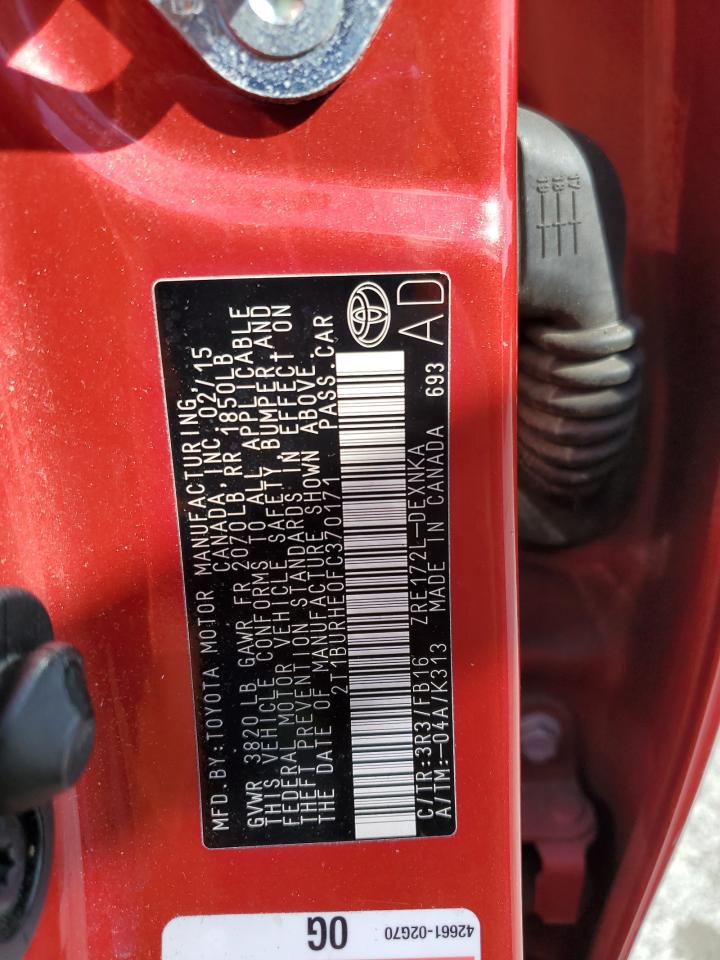 MFD. BY: TOYOTA MOTOR MANUFACTURING,
CANADA, INC. 02/15
GVWR 3820 LB GAWR FR 2070LB RR 1850LB
THIS VEHICLE CONFORMS TO ALL APPLICABLE
FEDERAL MOTOR VEHICLE SAFETY, BUMPER, AND
THEFT PREVENTION STANDARDS IN EFFECT ON
THE DATE OF MANUFACTURE SHOWN ABOVE.
2T1BURHE0FC370171 PASS. CAR
C/TR: 3R3/FB16 ZRE172L-DEXNKA
A/TM: -04A/K313 MADE IN CANADA 693
AD
42661-02G70
0G
17
18
19